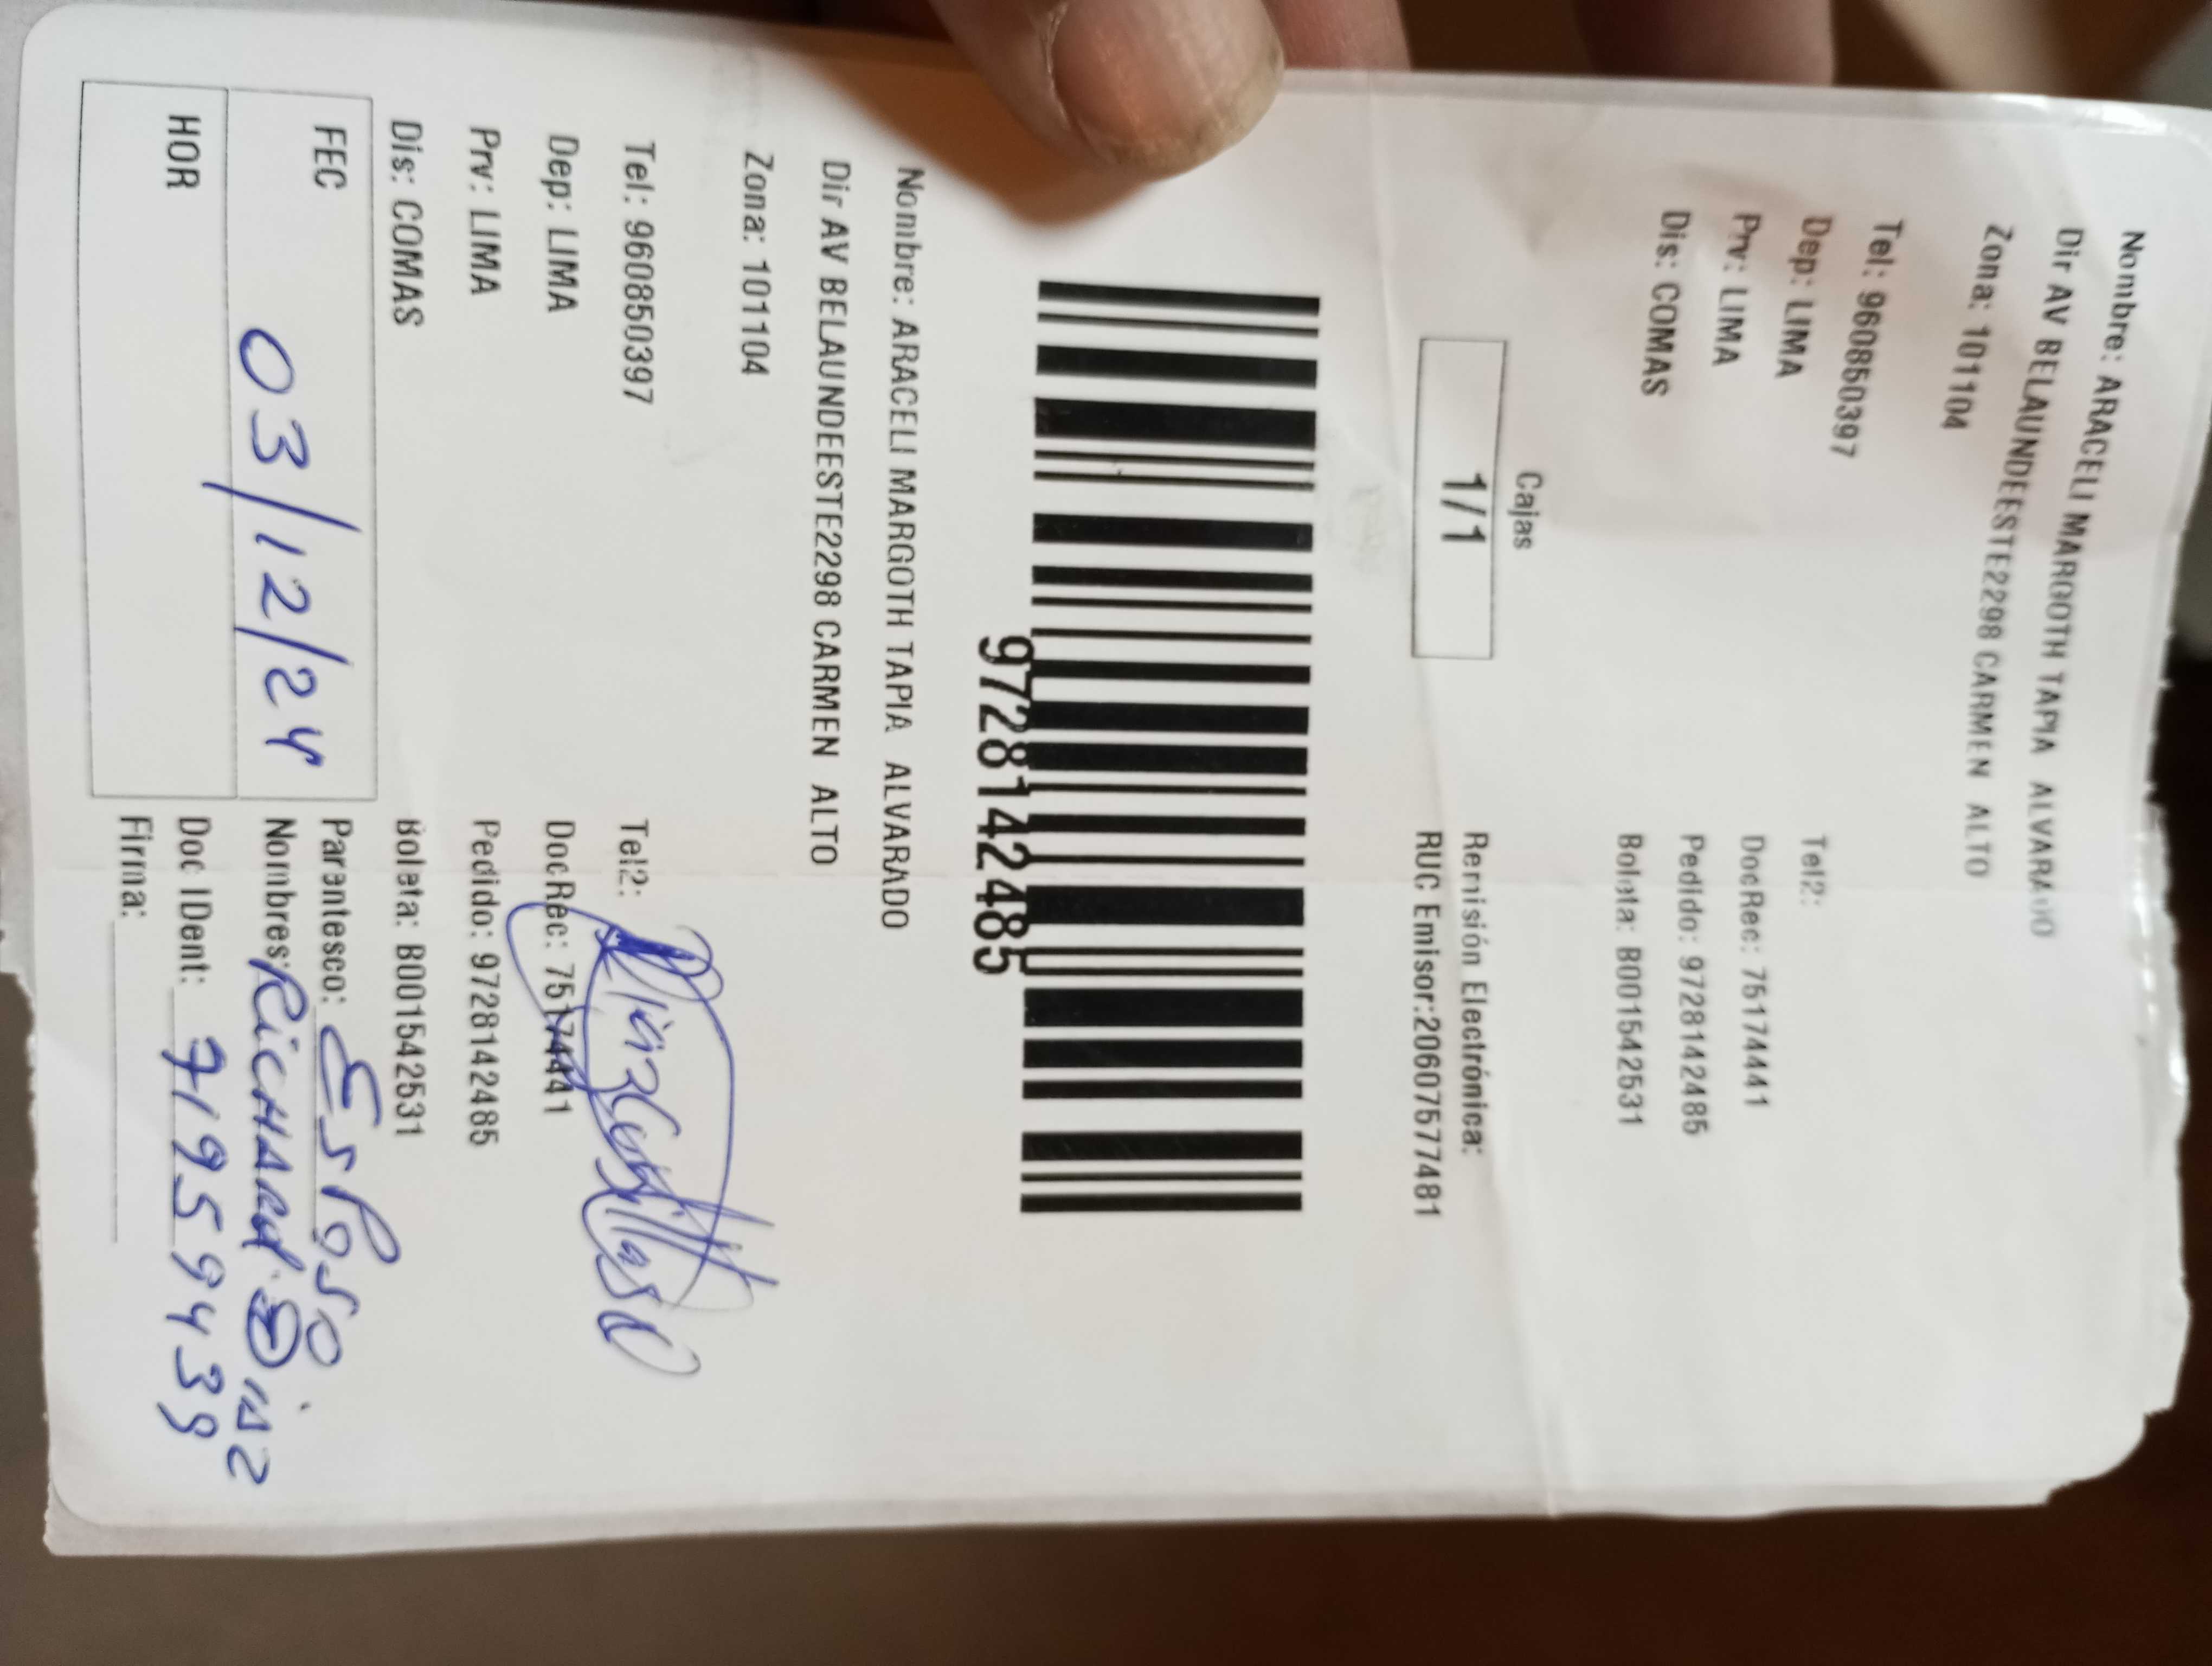 Nombre: ARACELI MARGOTH TAPIA ALVARADO
Dir AV BELAUNDEESTE2298 CARMEN ALTO
Zona: 101104
Tel: 960850397 Tel2:
Dep: LIMA DocRec: 75174441
Prv: LIMA Pedido: 9728142485
Dis: COMAS Boleta: B001542531
Cajas
1/1
Remisión Electrónica:
RUC Emisor:20607577481
9728142485
Nombre: ARACELI MARGOTH TAPIA ALVARADO
Dir AV BELAUNDEESTE2298 CARMEN ALTO
Zona: 101104
Tel: 960850397 Tel2:
Dep: LIMA DocRec: 75174441
Prv: LIMA Pedido: 9728142485
Dis: COMAS Boleta: B001542531
FEC 03/12/24 Parantesco: Esposo
Nombres: Richard
HOR Doc IDent: 71959439
Firma: